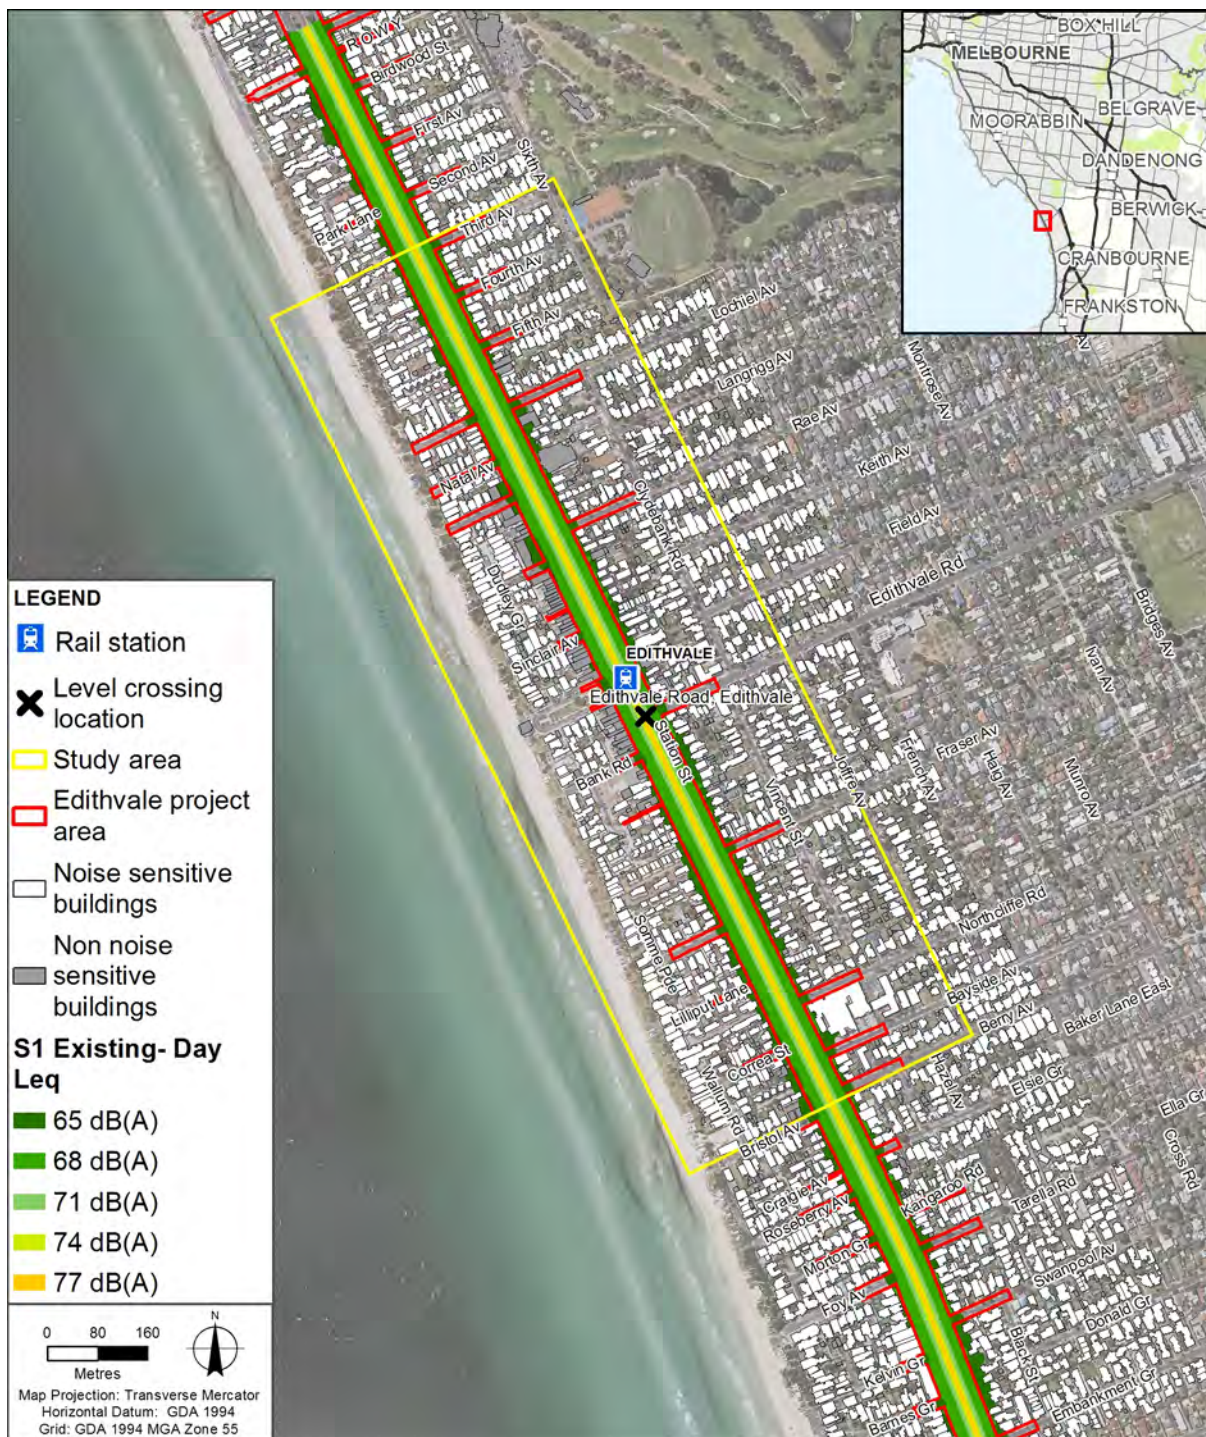 ROWY
Birdwood St
First Av
Second Av
Sixth Av
Third Av
Park Lane
Fourth Av
Fifth Av
Lochiel Av
Langrigg Av
Montrose Av
Av
Rae Av
Keith Av
Natal Av
Clydebank Rd
Field Av
Edithvale Rd
Dudley Gr
Bridges Av
Ivan Av
Sinclair Av
EDITHVALE
Edithvale Road, Edithvale
Station St
Bank Rd
Vincent St
Joffre Av
French Av
Fraser Av
Haig Av
Munro Av
Somme Pde
Northcliffe Rd
Lilliput Lane
Bayside Av
Berry Av
Baker Lane East
Correa St
Wallum Rd
Hazel Av
Elsie Gr
Ella Gr
Bristol Av
Cross Rd
Craigie Av
Roseberry Av
Kangaroo Rd
Tarella Rd
Morton Gr
Swanpool Av
Foy Av
Donald Gr
Black St
Kelvin Gr
Embankment Gr
Barnes Gr
BOX HILL
MELBOURNE
BELGRAVE
MOORABBIN
DANDENONG
BERWICK
CRANBOURNE
FRANKSTON
LEGEND
Rail station
Level crossing
location
Study area
Edithvale project
area
Noise sensitive
buildings
Non noise
sensitive
buildings
S1 Existing- Day
Leq
65 dB(A)
68 dB(A)
71 dB(A)
74 dB(A)
77 dB(A)
0 80 160
Metres
N
Map Projection: Transverse Mercator
Horizontal Datum: GDA 1994
Grid: GDA 1994 MGA Zone 55